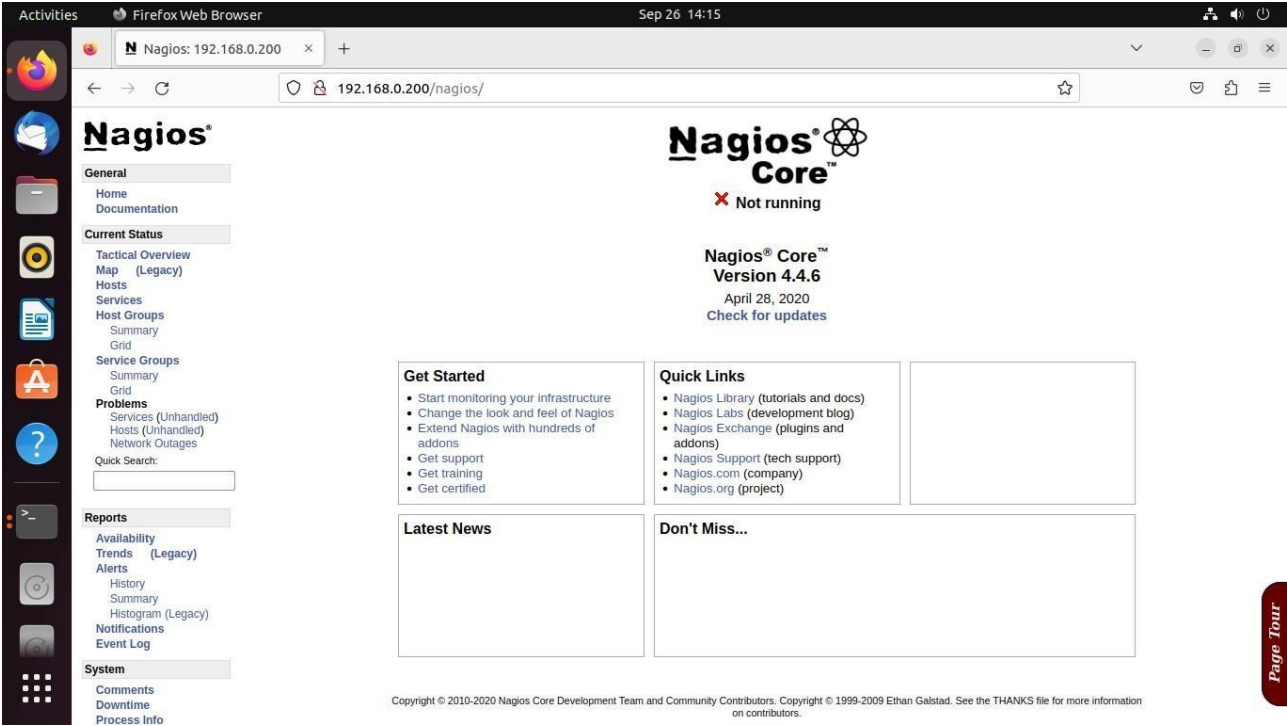 Activities
Firefox Web Browser
Sep 26 14:15
Nagios: 192.168.0.200
192.168.0.200/nagios/
Nagios®
General
Home
Documentation
Current Status
Tactical Overview
Map (Legacy)
Hosts
Services
Host Groups
Summary
Grid
Service Groups
Summary
Grid
Problems
Services (Unhandled)
Hosts (Unhandled)
Network Outages
Quick Search:
Reports
Availability
Trends (Legacy)
Alerts
History
Summary
Histogram (Legacy)
Notifications
Event Log
System
Comments
Downtime
Process Info
Nagios®
Core™
Not running
Nagios® Core™
Version 4.4.6
April 28, 2020
Check for updates
Get Started
• Start monitoring your infrastructure
• Change the look and feel of Nagios
• Extend Nagios with hundreds of
addons
• Get support
• Get training
• Get certified
Quick Links
• Nagios Library (tutorials and docs)
• Nagios Labs (development blog)
• Nagios Exchange (plugins and
addons)
• Nagios Support (tech support)
• Nagios.com (company)
• Nagios.org (project)
Latest News
Don't Miss...
Page Tour
Copyright © 2010-2020 Nagios Core Development Team and Community Contributors. Copyright © 1999-2009 Ethan Galstad. See the THANKS file for more information
on contributors.